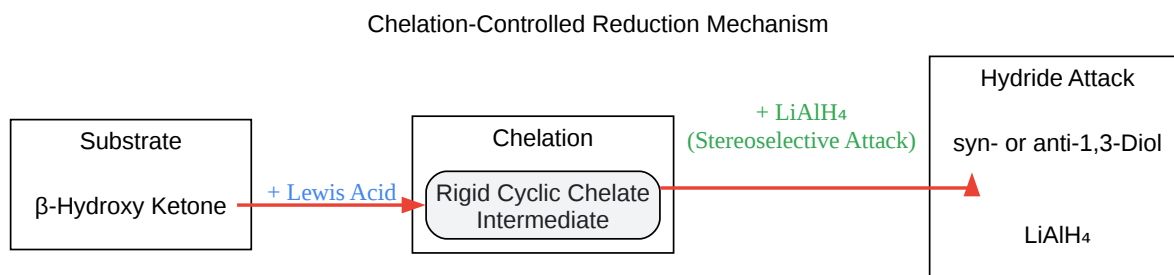 Chelation-Controlled Reduction Mechanism
Substrate
β-Hydroxy Ketone
+ Lewis Acid
Chelation
Rigid Cyclic Chelate
Intermediate
+ LiAlH₄
(Stereoselective Attack)
Hydride Attack
syn- or anti-1,3-Diol
LiAlH₄